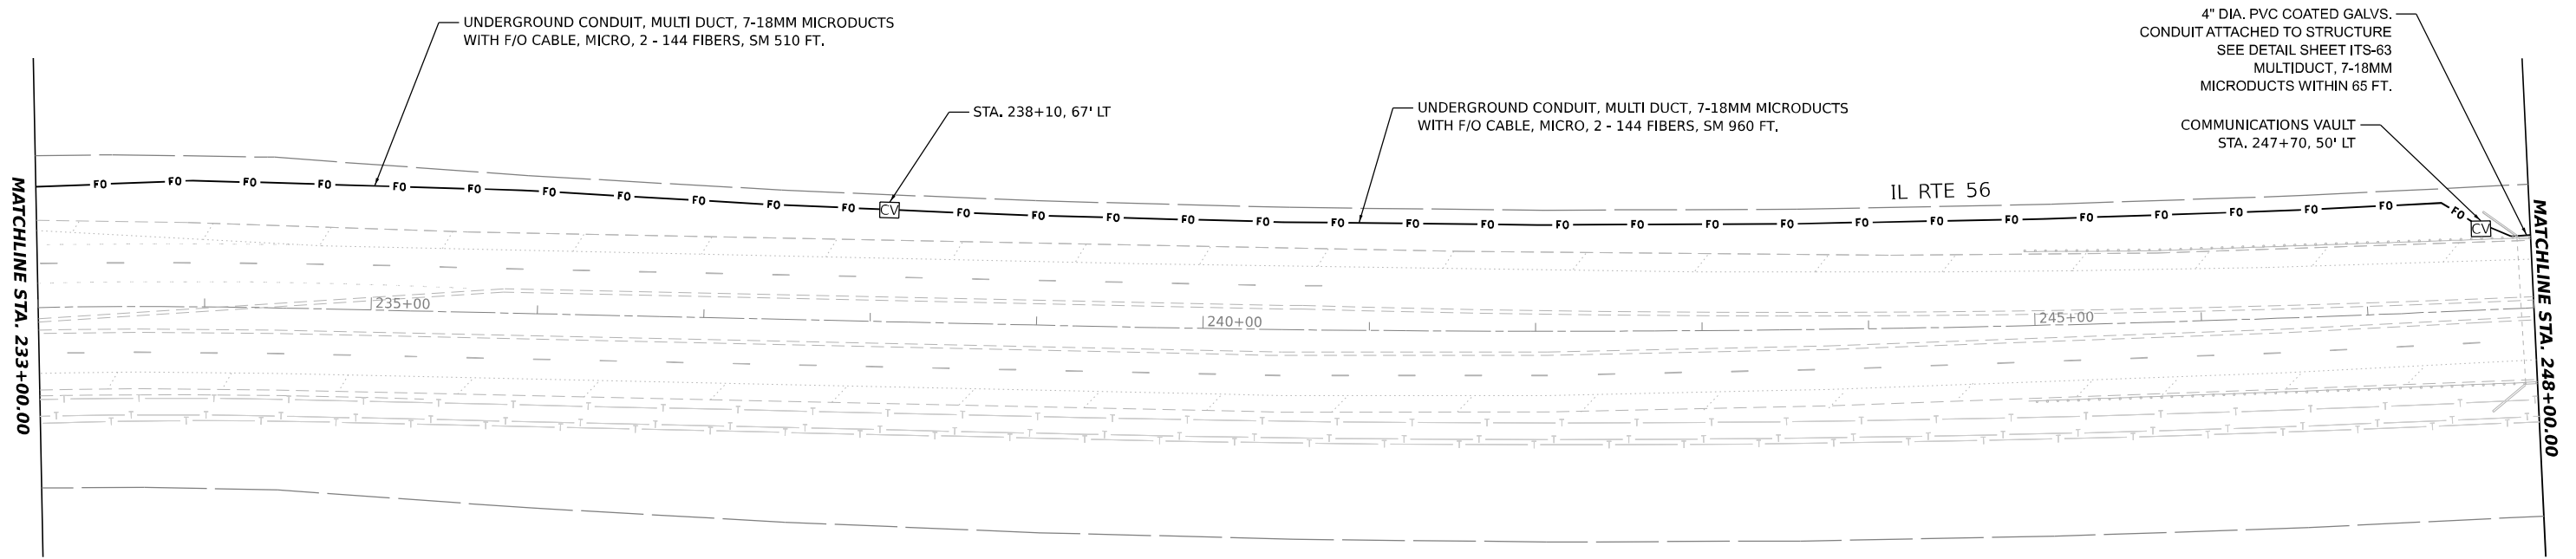 UNDERGROUND CONDUIT, MULTI DUCT, 7-18MM MICRODUCTS
WITH F/O CABLE, MICRO, 2 - 144 FIBERS, SM 510 FT.
4" DIA. PVC COATED GALVS.
CONDUIT ATTACHED TO STRUCTURE
SEE DETAIL SHEET ITS-63
MULTIDUCT, 7-18MM
MICRODUCTS WITHIN 65 FT.
STA. 238+10, 67' LT
UNDERGROUND CONDUIT, MULTI DUCT, 7-18MM MICRODUCTS
WITH F/O CABLE, MICRO, 2 - 144 FIBERS, SM 960 FT.
COMMUNICATIONS VAULT
STA. 247+70, 50' LT
IL RTE 56
MATCHLINE STA. 233+00.00
FO FO FO FO FO FO FO FO FO FO FO CV FO FO FO FO FO FO FO FO FO FO FO FO FO FO FO FO FO FO FO FO FO CV
235+00
240+00
245+00
MATCHLINE STA. 248+00.00